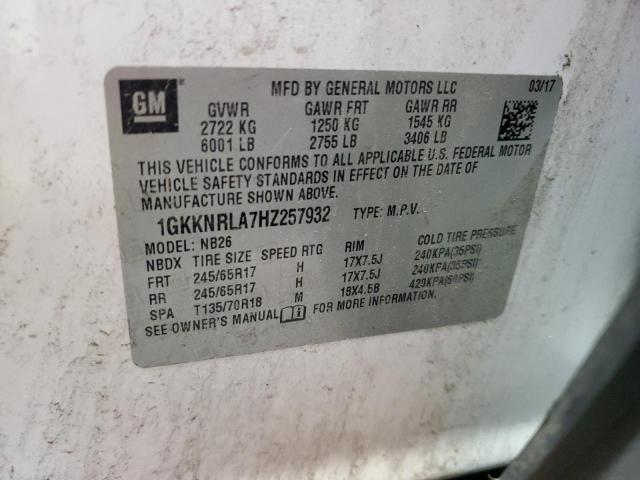 GM MFD BY GENERAL MOTORS LLC 03/17
GVWR GAWR FRT GAWR RR
2722 KG 1250 KG 1545 KG
6001 LB 2755 LB 3406 LB
THIS VEHICLE CONFORMS TO ALL APPLICABLE U.S. FEDERAL MOTOR
VEHICLE SAFETY STANDARDS IN EFFECT ON THE DATE OF
MANUFACTURE SHOWN ABOVE.
1GKKNRLA7HZ257932 TYPE: M.P.V.
MODEL: NB26
NBDX TIRE SIZE SPEED RTG RIM COLD TIRE PRESSURE
FRT 245/65R17 H 17X7.5J 240KPA(35PSI)
RR 245/65R17 H 17X7.5J 240KPA(35PSI)
SPA T135/70R18 M 18X4.5B 420KPA(60PSI)
SEE OWNER'S MANUAL